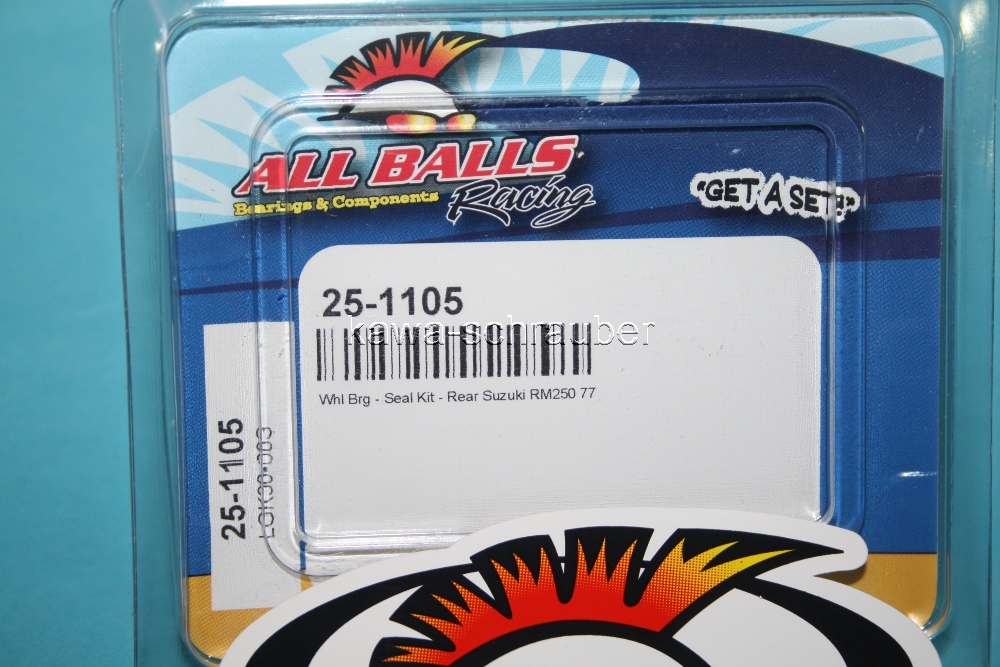 ALL BALLS
Racing
Bearings & Components
"GET A SET!"
25-1105
kawa-schrauber
Whl Brg - Seal Kit - Rear Suzuki RM250 77
25-1105